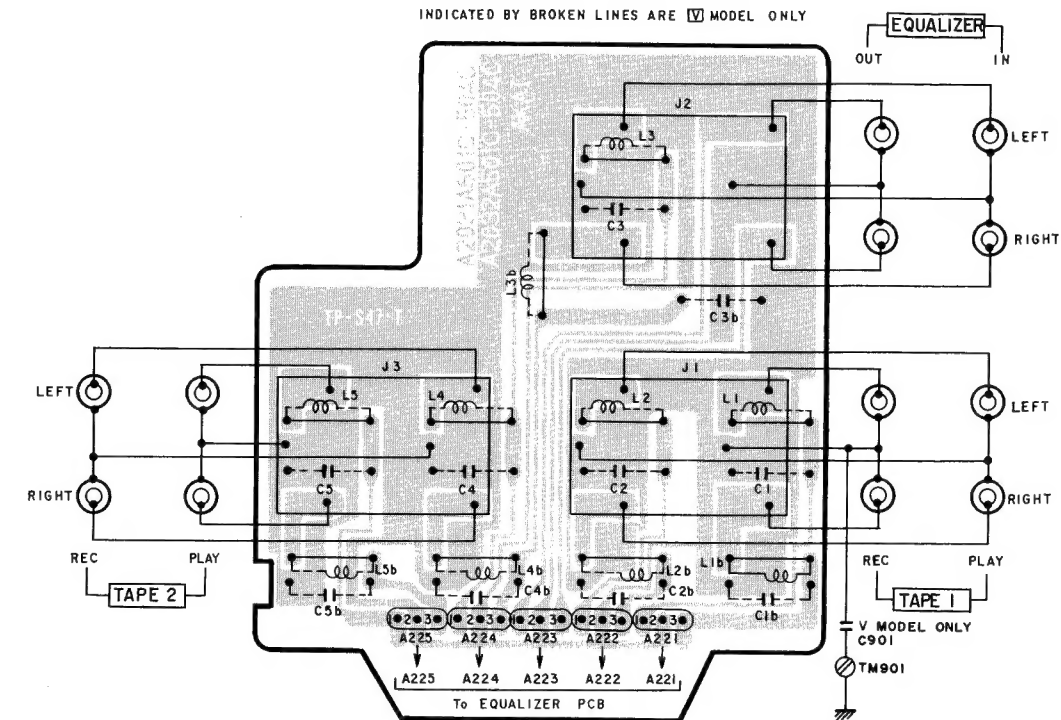 INDICATED BY BROKEN LINES ARE V MODEL ONLY
EQUALIZER
OUT
IN
J2
L3
LEFT
C3
RIGHT
L3b
C3b
TP-S47-T
J3
J1
LEFT
L5
L4
L2
L1
LEFT
C5
C4
C2
C1
RIGHT
RIGHT
REC
PLAY
L5b
L4b
L2b
L1b
REC
PLAY
TAPE 2
C5b
C4b
C2b
C1b
TAPE 1
1 2 3
1 2 3
1 2 3
1 2 3
1 2 3
A225
A224
A223
A222
A221
V MODEL ONLY
C901
A225
A224
A223
A222
A221
TM901
To EQUALIZER PCB